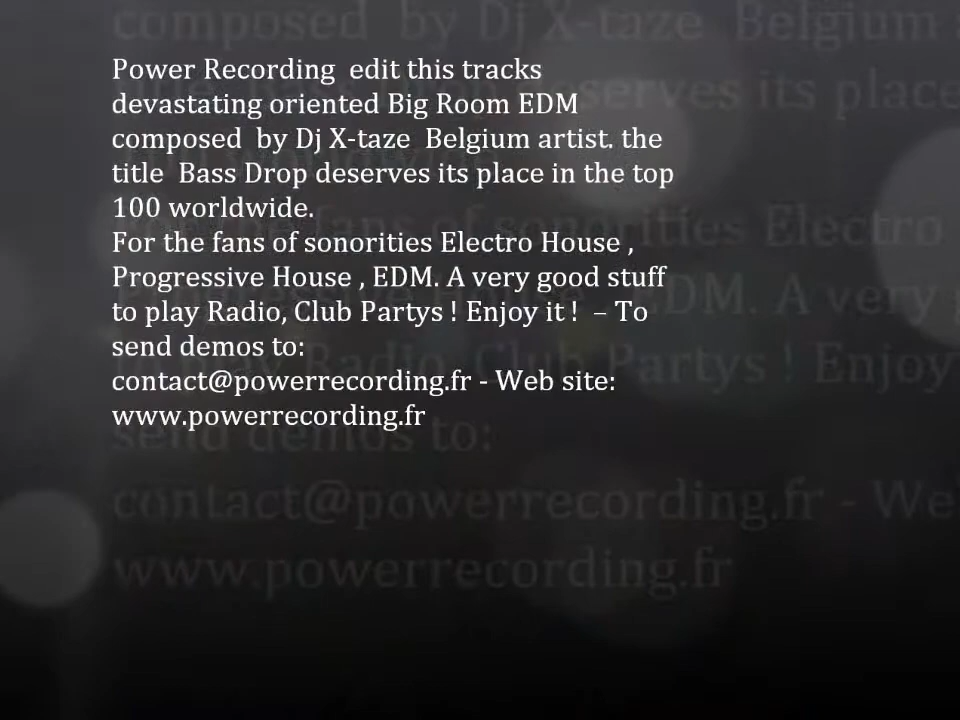 Power Recording  edit this tracks
devastating oriented Big Room EDM
composed  by Dj X-taze  Belgium artist. the
title  Bass Drop deserves its place in the top
100 worldwide.
For the fans of sonorities Electro House ,
Progressive House , EDM. A very good stuff
to play Radio, Club Partys ! Enjoy it !  – To
send demos to:
contact@powerrecording.fr - Web site:
www.powerrecording.fr